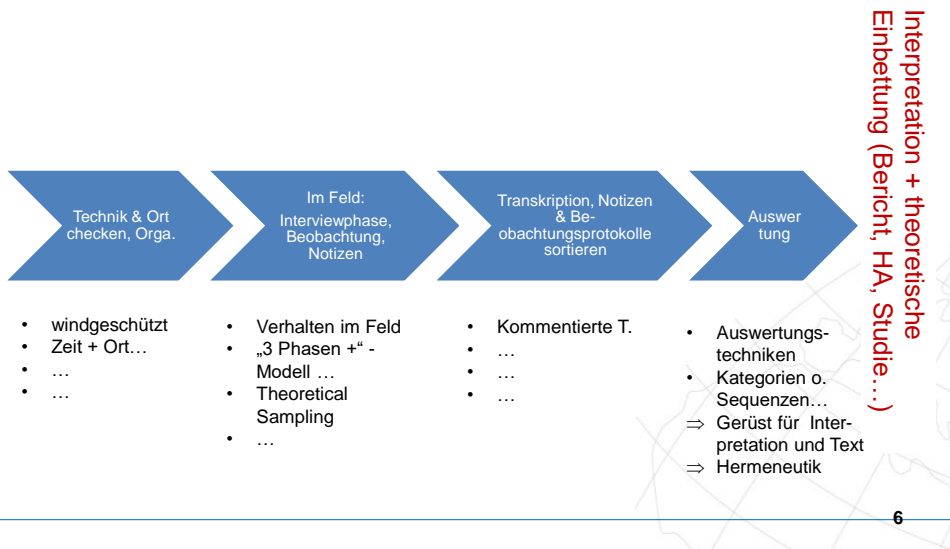 Technik & Ort
checken, Orga.
Im Feld:
Interviewphase,
Beobachtung,
Notizen
Transkription, Notizen
& Be-
obachtungsprotokolle
sortieren
Auswer
tung
• windgeschützt
• Zeit + Ort…
• …
• …
• Verhalten im Feld
• „3 Phasen +“ -
Modell …
• Theoretical
Sampling
• …
• Kommentierte T.
• …
• …
• …
• Auswertungs-
techniken
• Kategorien o.
Sequenzen…
⇒ Gerüst für Inter-
pretation und Text
⇒ Hermeneutik
Interpretation + theoretische
Einbettung (Bericht, HA, Studie…)
6